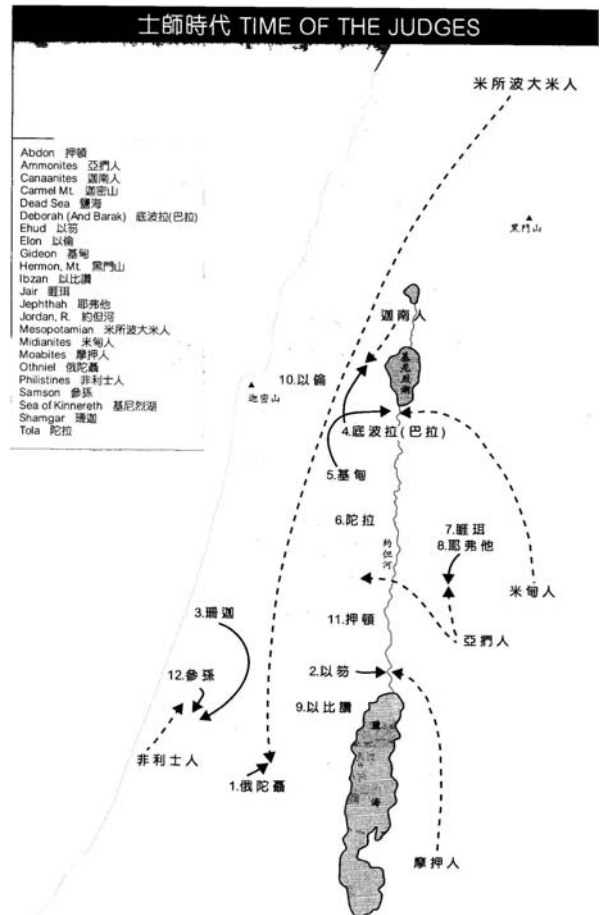 士師時代 TIME OF THE JUDGES
米所波大米人
Abdon 押頓
Ammonites 亞捫人
Canaanites 迦南人
Carmel Mt. 迦密山
Dead Sea 鹽海
Deborah (And Barak) 底波拉(巴拉)
Ehud 以笏
Elon 以倫
Gideon 基甸
Hermon, Mt. 黑門山
Ibzan 以比讚
Jair 睚珥
Jephthah 耶弗他
Jordan, R. 約但河
Mesopotamian 米所波大米人
Midianites 米甸人
Moabites 摩押人
Othniel 俄陀聶
Philistines 非利士人
Samson 參孫
Sea of Kinnereth 基尼烈湖
Shamgar 珊迦
Tola 陀拉
黑門山
迦南人
基尼烈湖
10.以倫
迦密山
4.底波拉(巴拉)
5.基甸
6.陀拉
7.睚珥
8.耶弗他
約但河
米甸人
3.珊迦
11.押頓
亞捫人
12.參孫
2.以笏
9.以比讚
非利士人
1.俄陀聶
鹽海
摩押人